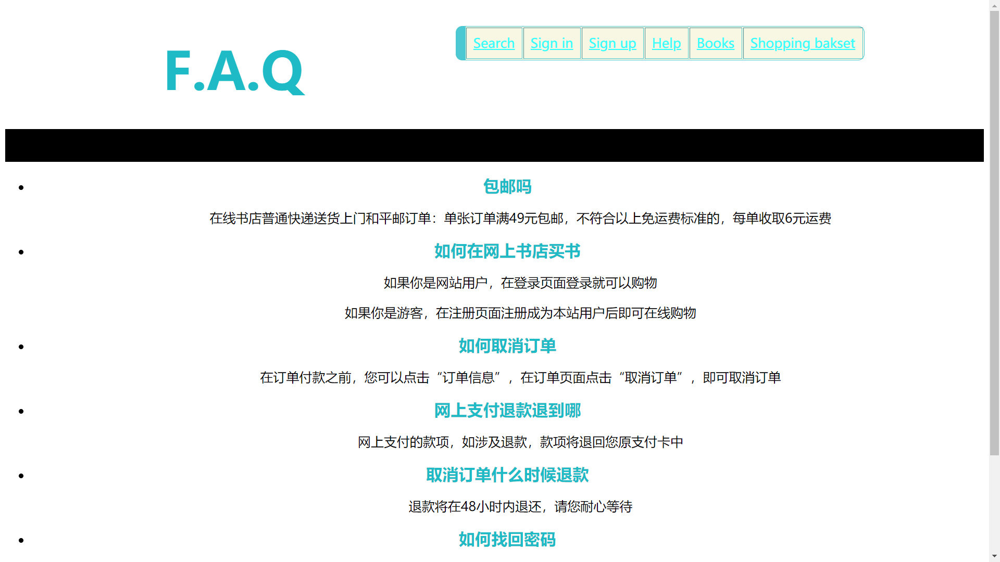 F.A.Q
Search Sign in Sign up Help Books Shopping bakset
包邮吗
在线书店普通快递送货上门和平邮订单：单张订单满49元包邮，不符合以上免运费标准的，每单收取6元运费
如何在网上书店买书
如果你是网站用户，在登录页面登录就可以购物
如果你是游客，在注册页面注册成为本站用户后即可在线购物
如何取消订单
在订单付款之前，您可以点击“订单信息”，在订单页面点击“取消订单”，即可取消订单
网上支付退款退到哪
网上支付的款项，如涉及退款，款项将退回您原支付卡中
取消订单什么时候退款
退款将在48小时内退还，请您耐心等待
如何找回密码